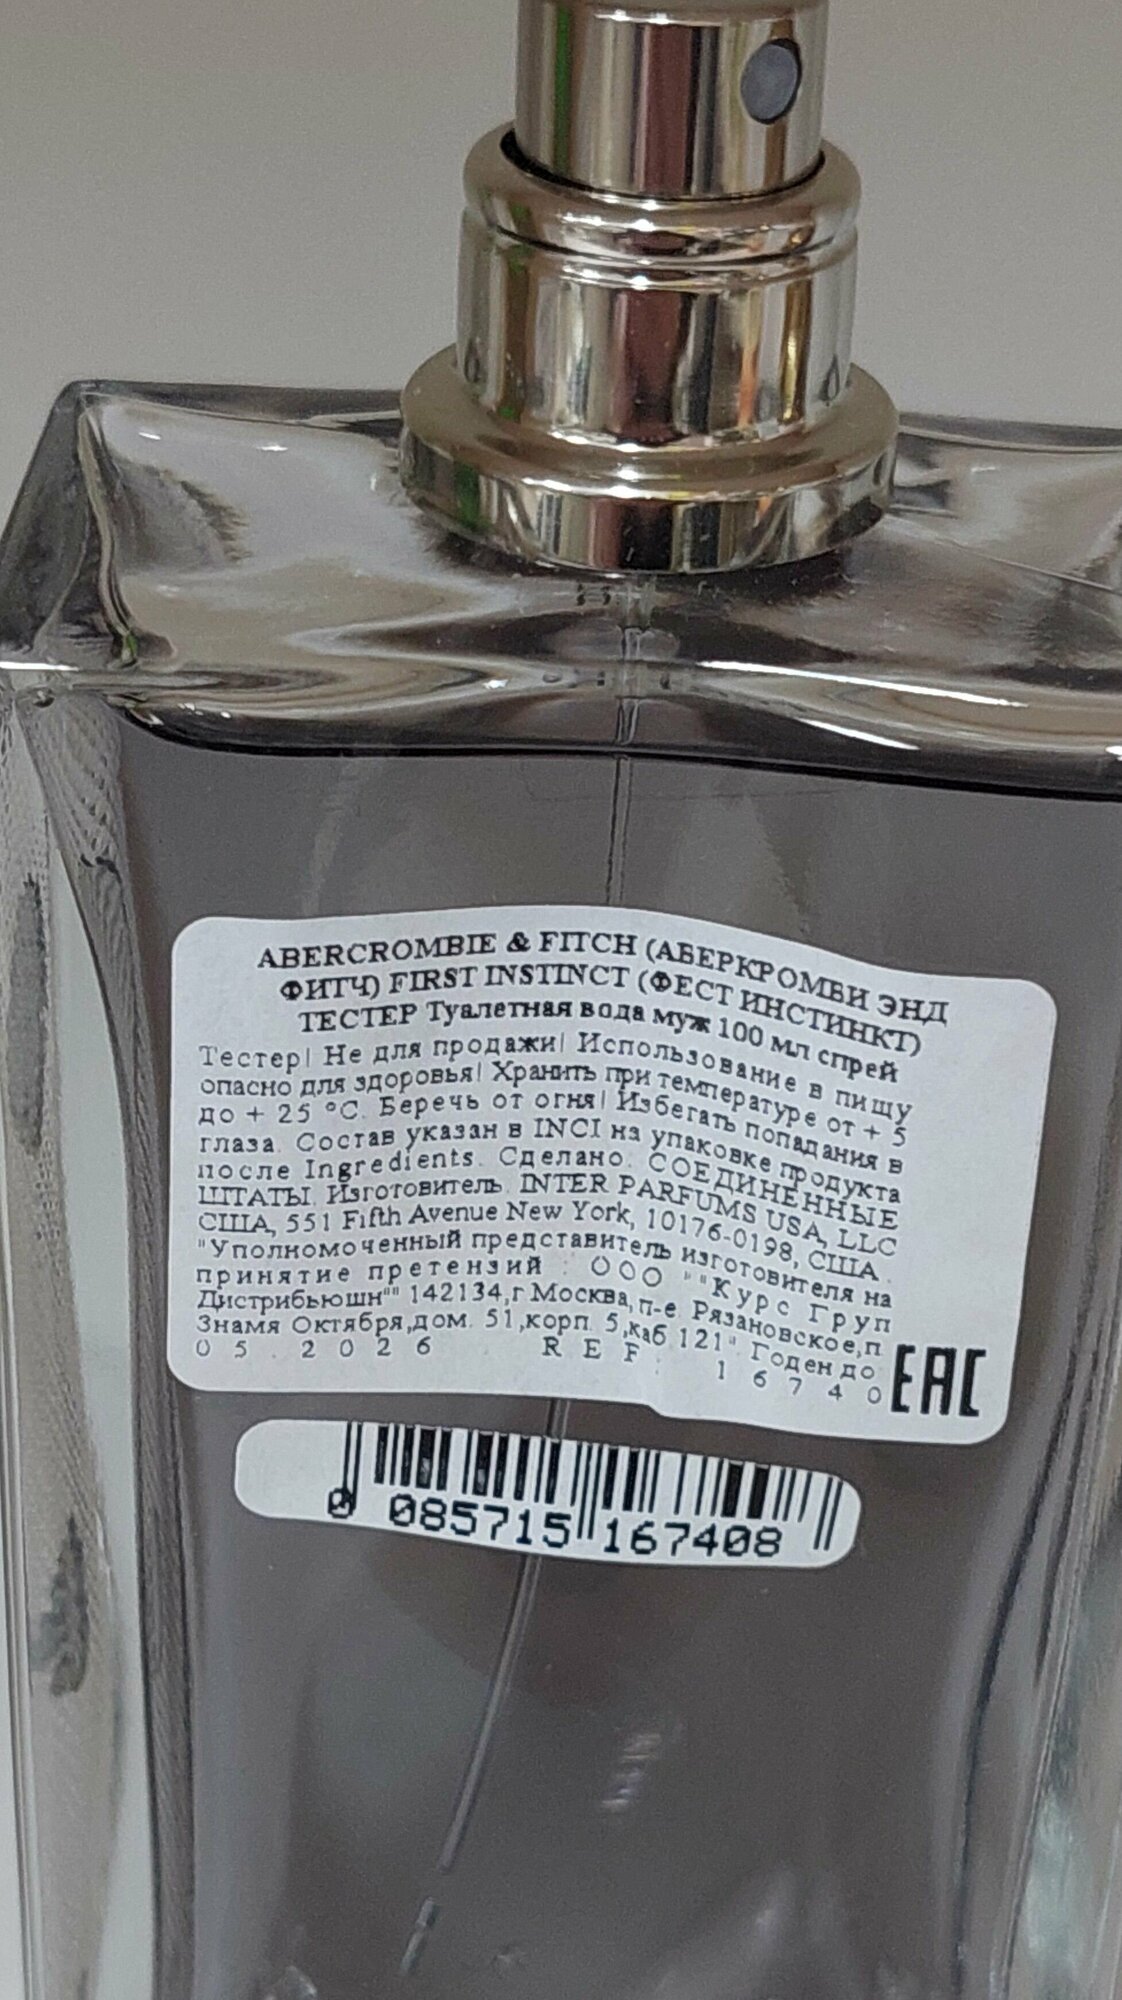 ABERCROMBIE & FITCH (АБЕРКРОМБИ ЭНД
ФИТЧ) FIRST INSTINCT (ФЕСТ ИНСТИНКТ)
ТЕСТЕР Туалетная вода муж 100 мл спрей
Тестер! Не для продажи! Использование в пищу
опасно для здоровья! Хранить при температуре от + 5
до + 25 °С. Беречь от огня! Избегать попадания в
глаза. Состав указан в INCI на упаковке продукта
после Ingredients. Сделано: СОЕДИНЕННЫЕ
ШТАТЫ. Изготовитель: INTER PARFUMS USA, LLC
США, 551 Fifth Avenue New York, 10176-0198, США.
"Уполномоченный представитель изготовителя на
принятие претензий : ООО ""Курс Груп
Дистрибьюшн"" 142134,г Москва,п-е. Рязановское,п
Знамя Октября,дом. 51,корп. 5,каб 121". Годен до
05.2026 REF: 16740
EAC
0 085715 167408